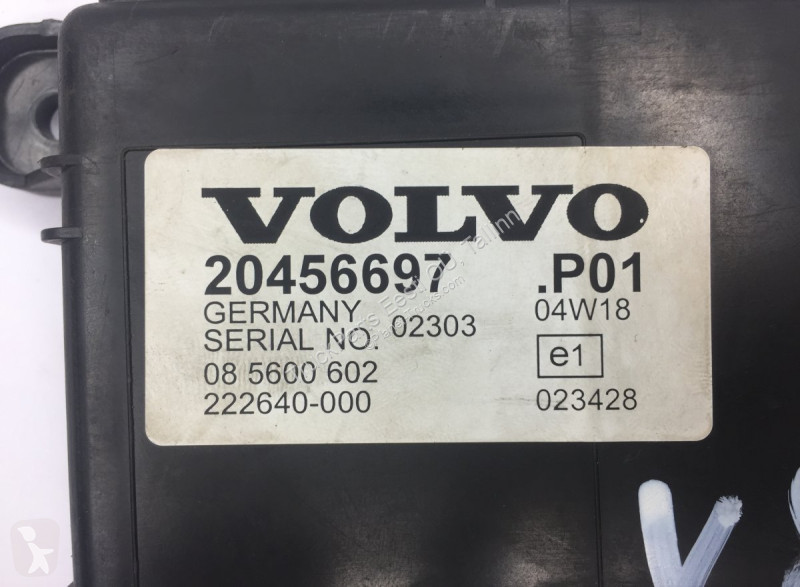 VOLVO
20456697 .P01
GERMANY 04W18
SERIAL NO. 02303
e1
08 5600 602
222640-000 023428